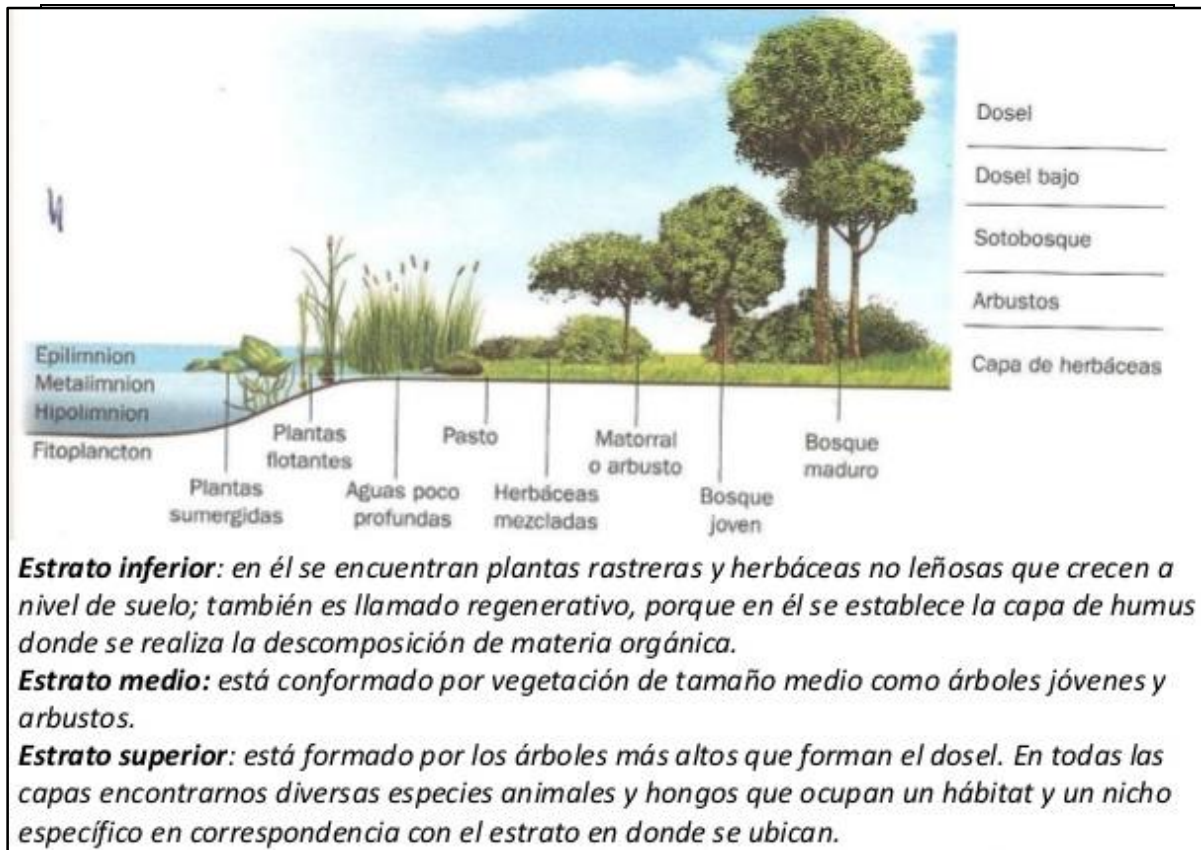 Dosel
Dosel bajo
Sotobosque
Arbustos
Capa de herbáceas
Epilimnion
Metalimnion
Hipolimnion
Fitoplancton
Plantas
sumergidas
Plantas
flotantes
Aguas poco
profundas
Pasto
Herbáceas
mezcladas
Matorral
o arbusto
Bosque
joven
Bosque
maduro
Estrato inferior: en él se encuentran plantas rastreras y herbáceas no leñosas que crecen a
nivel de suelo; también es llamado regenerativo, porque en él se establece la capa de humus
donde se realiza la descomposición de materia orgánica.
Estrato medio: está conformado por vegetación de tamaño medio como árboles jóvenes y
arbustos.
Estrato superior: está formado por los árboles más altos que forman el dosel. En todas las
capas encontrarnos diversas especies animales y hongos que ocupan un hábitat y un nicho
específico en correspondencia con el estrato en donde se ubican.